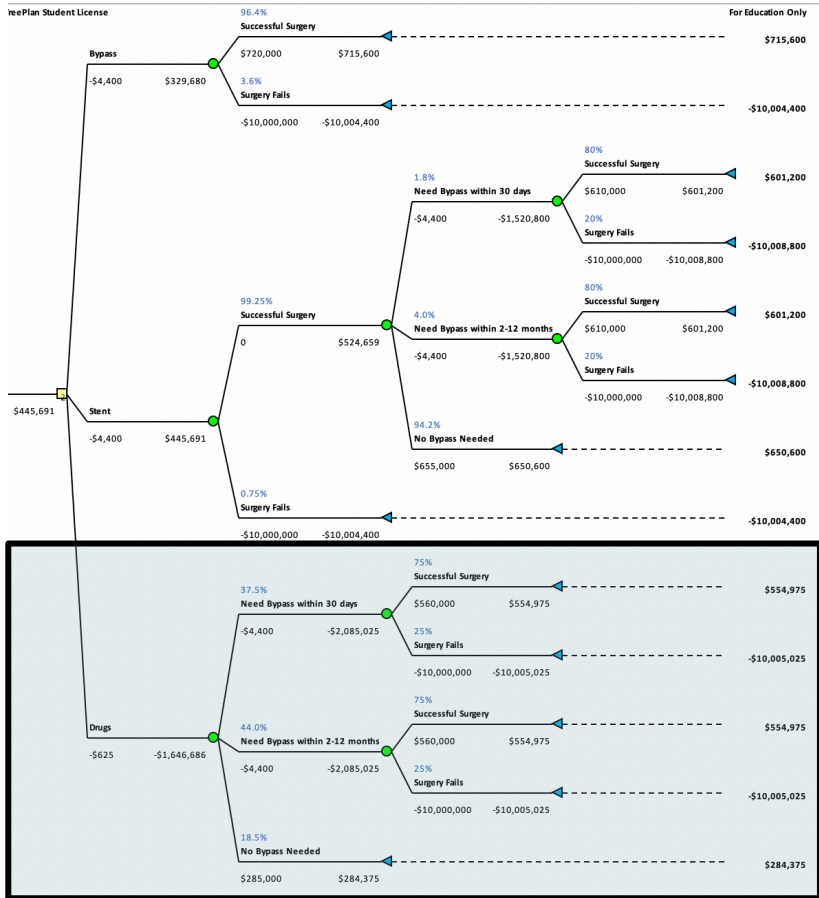 reePlan Student License
For Education Only
96.4%
Successful Surgery
$715,600
Bypass
$720,000 $715,600
-$4,400 $329,680
3.6%
Surgery Fails
-$10,004,400
-$10,000,000 -$10,004,400
80%
Successful Surgery
$601,200
1.8%
Need Bypass within 30 days
$610,000 $601,200
-$4,400 -$1,520,800
20%
Surgery Fails
-$10,008,800
-$10,000,000 -$10,008,800
99.25%
Successful Surgery
0 $524,659
80%
Successful Surgery
$601,200
4.0%
Need Bypass within 2-12 months
$610,000 $601,200
-$4,400 -$1,520,800
20%
Surgery Fails
-$10,008,800
-$10,000,000 -$10,008,800
2
$445,691
Stent
-$4,400 $445,691
94.2%
No Bypass Needed
$650,600
$655,000 $650,600
0.75%
Surgery Fails
-$10,004,400
-$10,000,000 -$10,004,400
75%
Successful Surgery
$554,975
37.5%
Need Bypass within 30 days
$560,000 $554,975
-$4,400 -$2,085,025
25%
Surgery Fails
-$10,005,025
-$10,000,000 -$10,005,025
75%
Successful Surgery
$554,975
Drugs
-$625 -$1,646,686
44.0%
Need Bypass within 2-12 months
$560,000 $554,975
-$4,400 -$2,085,025
25%
Surgery Fails
-$10,005,025
-$10,000,000 -$10,005,025
18.5%
No Bypass Needed
$284,375
$285,000 $284,375